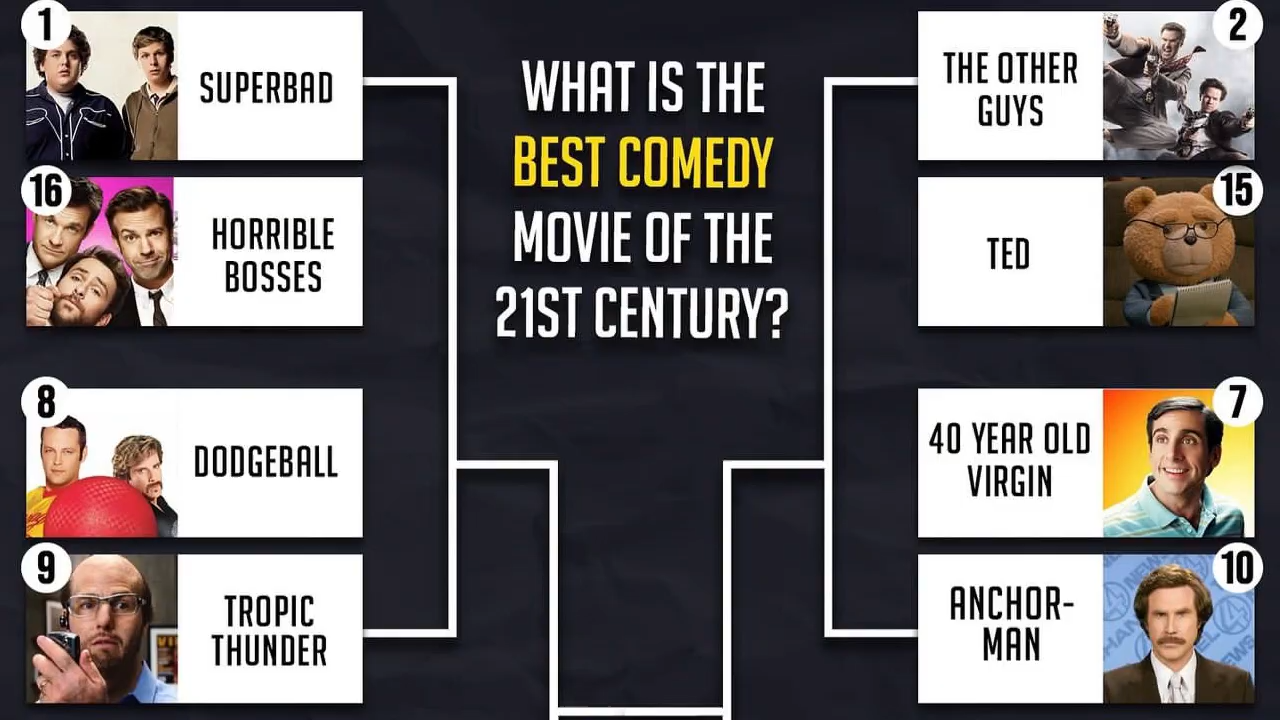 1
SUPERBAD
16
HORRIBLE
BOSSES
8
DODGEBALL
9
TROPIC
THUNDER
WHAT IS THE
BEST COMEDY
MOVIE OF THE
21ST CENTURY?
2
THE OTHER
GUYS
15
TED
7
40 YEAR OLD
VIRGIN
10
ANCHOR-
MAN